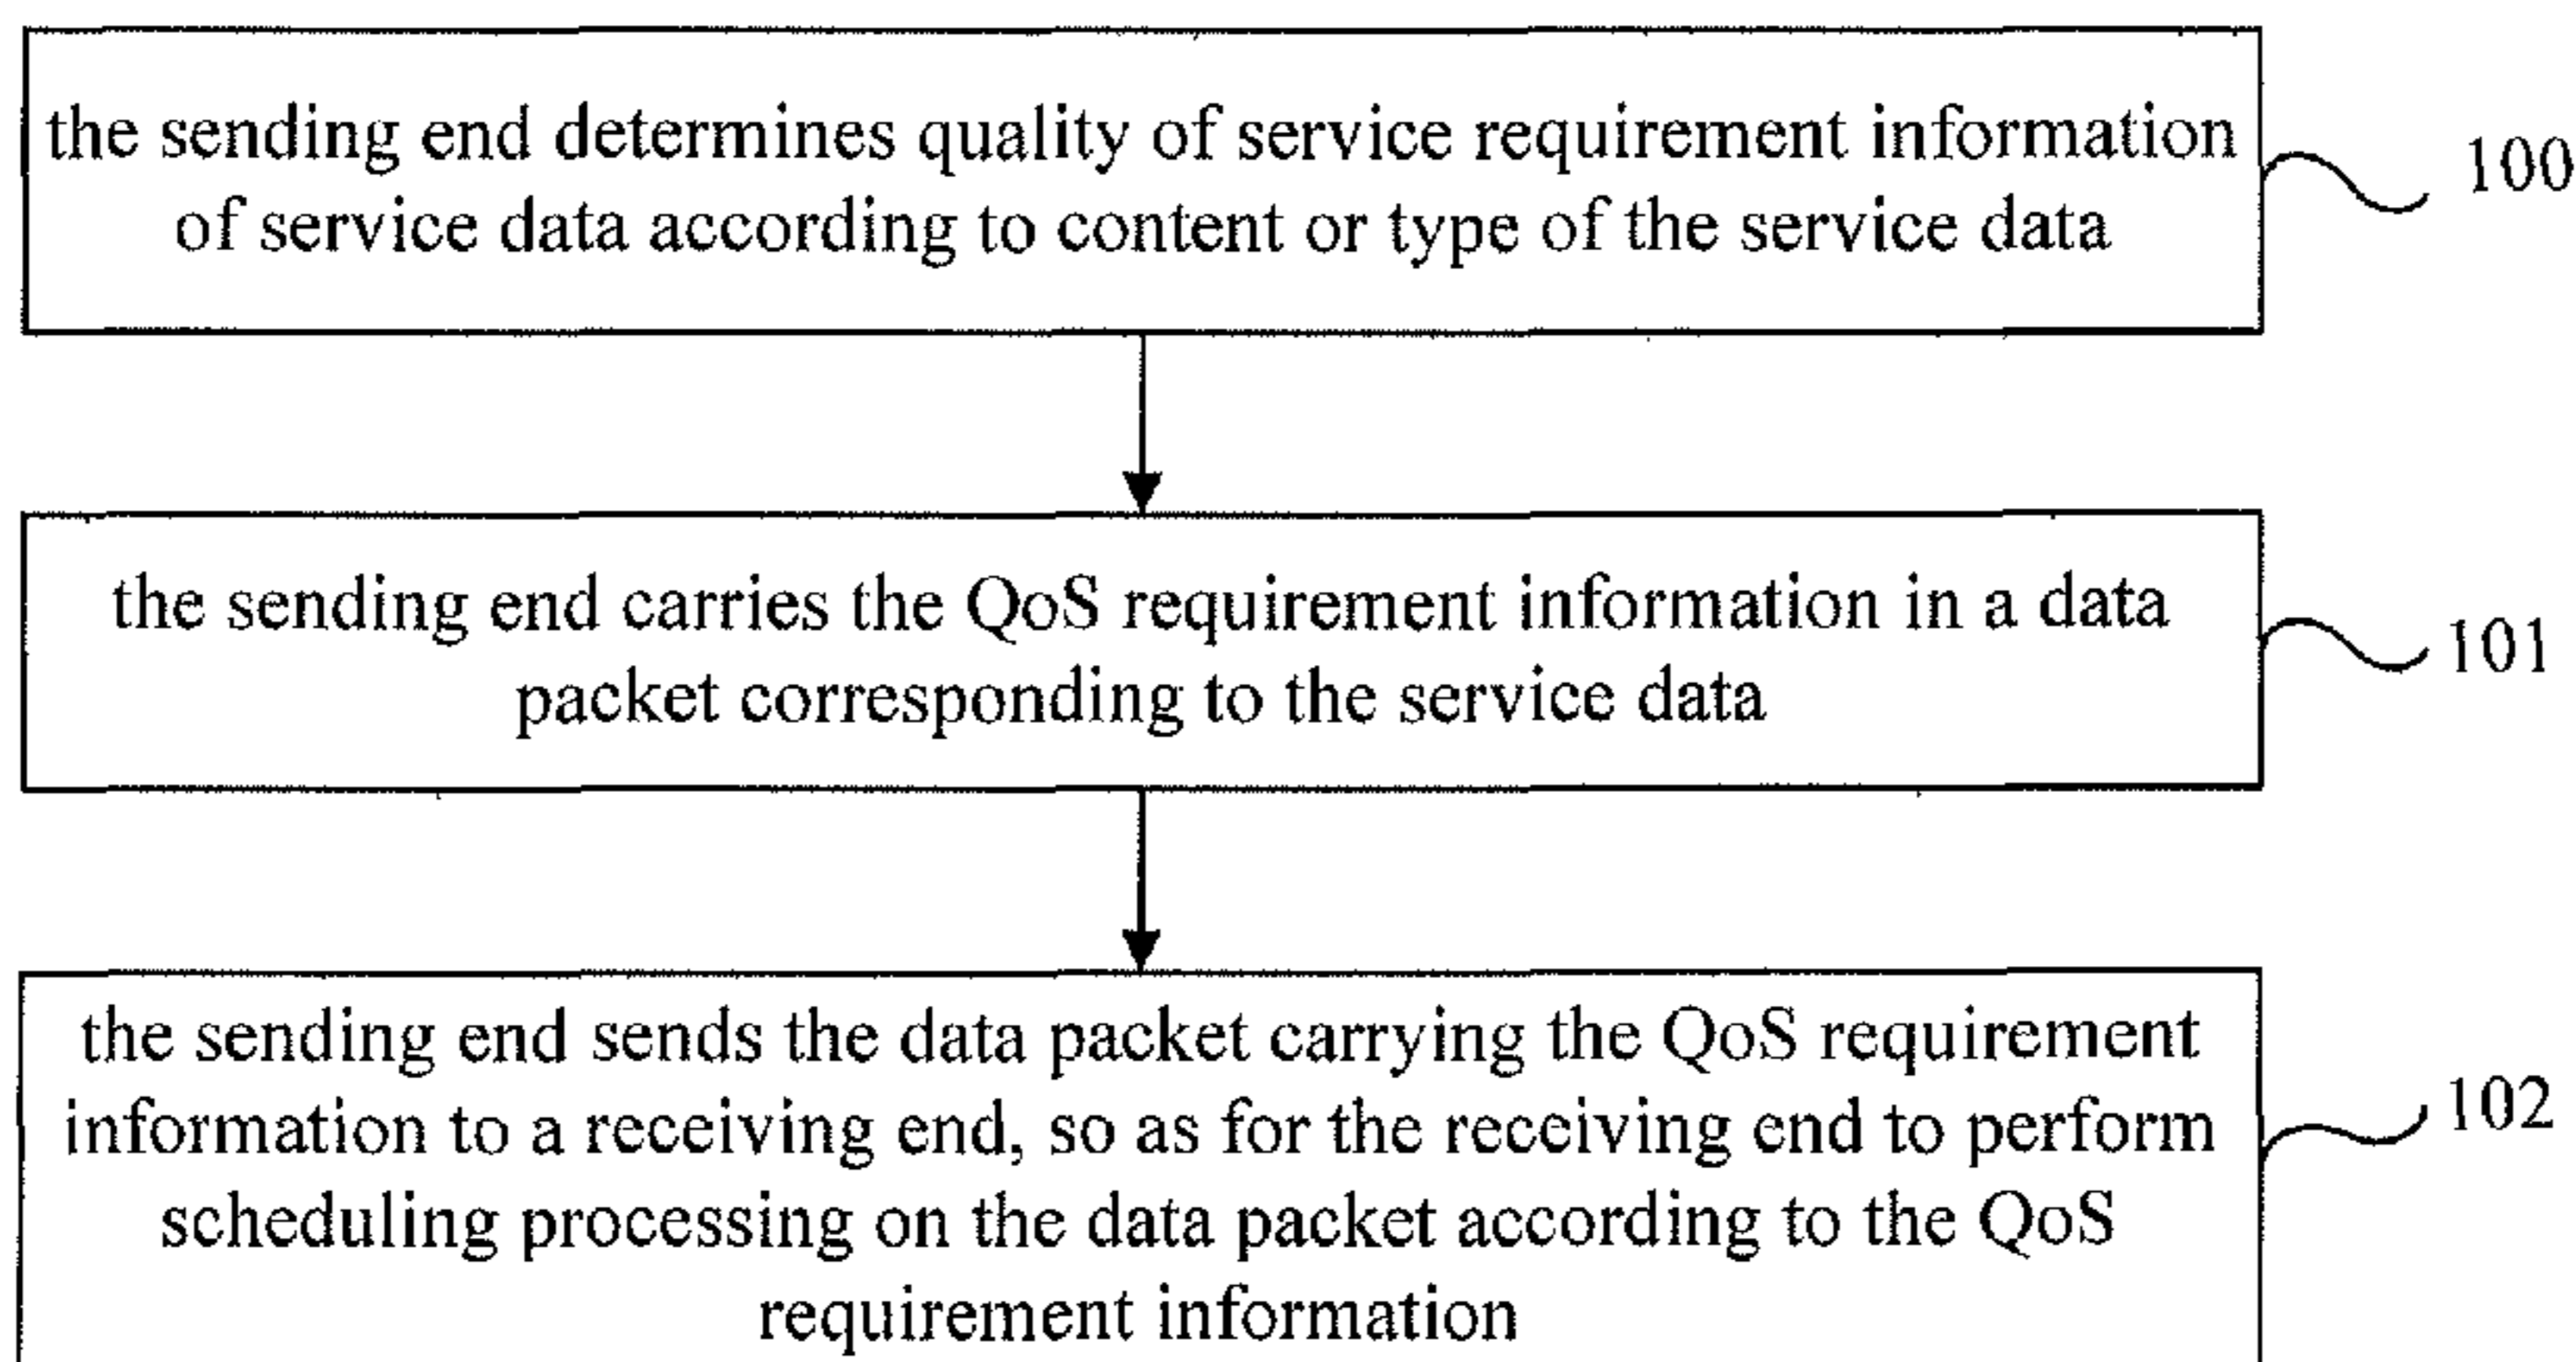 the sending end determines quality of service requirement information
of service data according to content or type of the service data
100
the sending end carries the QoS requirement information in a data
packet corresponding to the service data
101
the sending end sends the data packet carrying the QoS requirement
information to a receiving end, so as for the receiving end to perform
scheduling processing on the data packet according to the QoS
requirement information
102